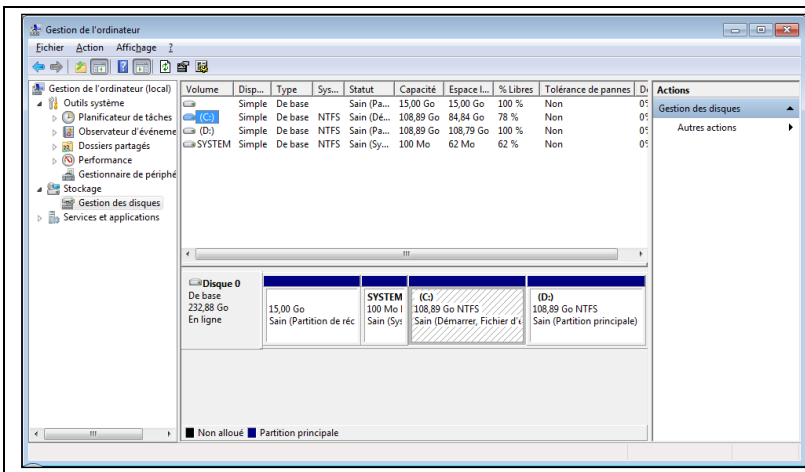 Gestion de l'ordinateur
Fichier Action Affichage ?
Gestion de l'ordinateur (local)
Outils système
Planificateur de tâches
Observateur d'événeme
Dossiers partagés
Performance
Gestionnaire de périphé
Stockage
Gestion des disques
Services et applications
Volume Disp... Type Sys... Statut Capacité Espace l... % Libres Tolérance de pannes
Simple De base Sain (Pa... 15,00 Go 15,00 Go 100 % Non 0
(C:) Simple De base NTFS Sain (Dé... 108,89 Go 84,84 Go 78 % Non 0
(D:) Simple De base NTFS Sain (Pa... 108,89 Go 108,79 Go 100 % Non 0
SYSTEM Simple De base NTFS Sain (Sy... 100 Mo 62 Mo 62 % Non 0
Actions
Gestion des disques
Autres actions
Disque 0
De base
232,88 Go
En ligne
15,00 Go
Sain (Partition de réc
SYSTEM
100 Mo
Sain (Sys
(C:)
108,89 Go NTFS
Sain (Démarrer, Fichier d'é
(D:)
108,89 Go NTFS
Sain (Partition principale)
Non alloué Partition principale